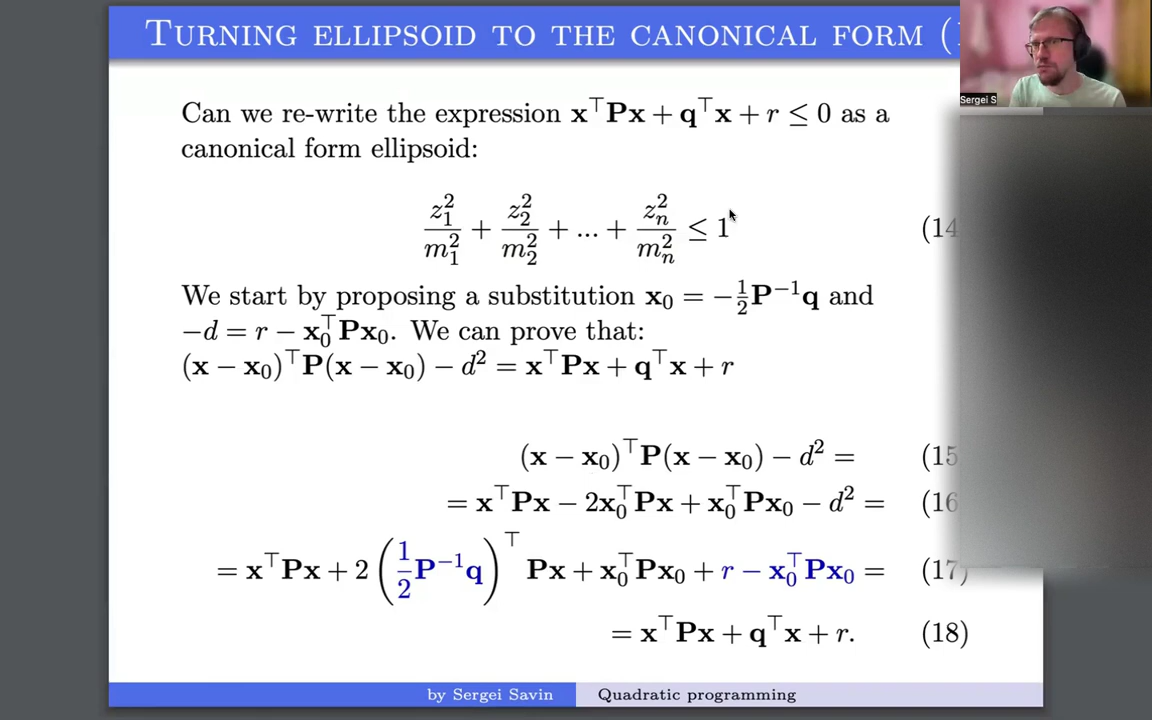 TURNING ELLIPSOID TO THE CANONICAL FORM (
Sergei S
Can we re-write the expression x⊤Px + q⊤x + r ≤ 0 as a
canonical form ellipsoid:
z₁²/m₁² + z₂²/m₂² + ... + zₙ²/mₙ² ≤ 1 (14
We start by proposing a substitution x₀ = −½P⁻¹q and
−d = r − x₀⊤Px₀. We can prove that:
(x − x₀)⊤P(x − x₀) − d² = x⊤Px + q⊤x + r
(x − x₀)⊤P(x − x₀) − d² = (15
= x⊤Px − 2x₀⊤Px + x₀⊤Px₀ − d² = (16
= x⊤Px + 2(½P⁻¹q)⊤ Px + x₀⊤Px₀ + r − x₀⊤Px₀ = (17)
= x⊤Px + q⊤x + r. (18)
by Sergei Savin Quadratic programming